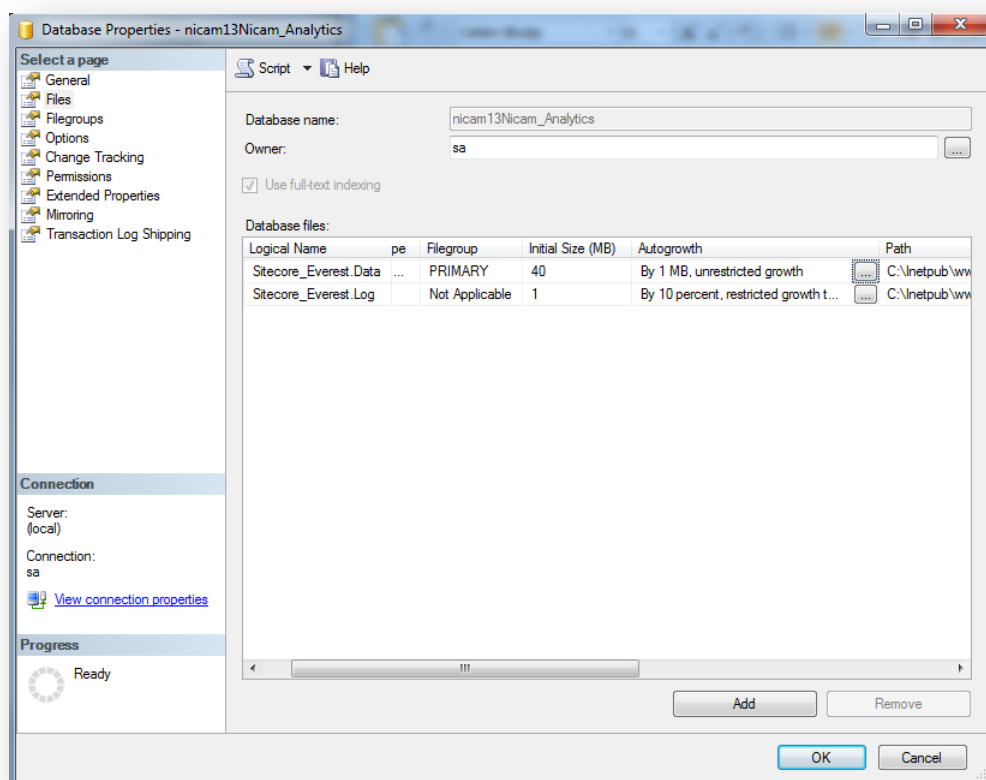 Database Properties - nicam13Nicam_Analytics
Select a page
General
Files
Filegroups
Options
Change Tracking
Permissions
Extended Properties
Mirroring
Transaction Log Shipping
Connection
Server:
(local)
Connection:
sa
View connection properties
Progress
Ready
Script Help
Database name: nicam13Nicam_Analytics
Owner: sa ...
Use full-text indexing
Database files:
Logical Name pe Filegroup Initial Size (MB) Autogrowth Path
Sitecore_Everest.Data ... PRIMARY 40 By 1 MB, unrestricted growth ... C:\Inetpub\ww
Sitecore_Everest.Log Not Applicable 1 By 10 percent, restricted growth t... ... C:\Inetpub\ww
Add Remove
OK Cancel